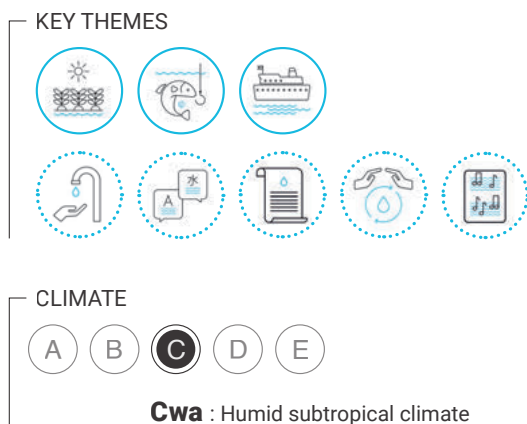 KEY THEMES
A 水
CLIMATE
A B C D E
Cwa : Humid subtropical climate